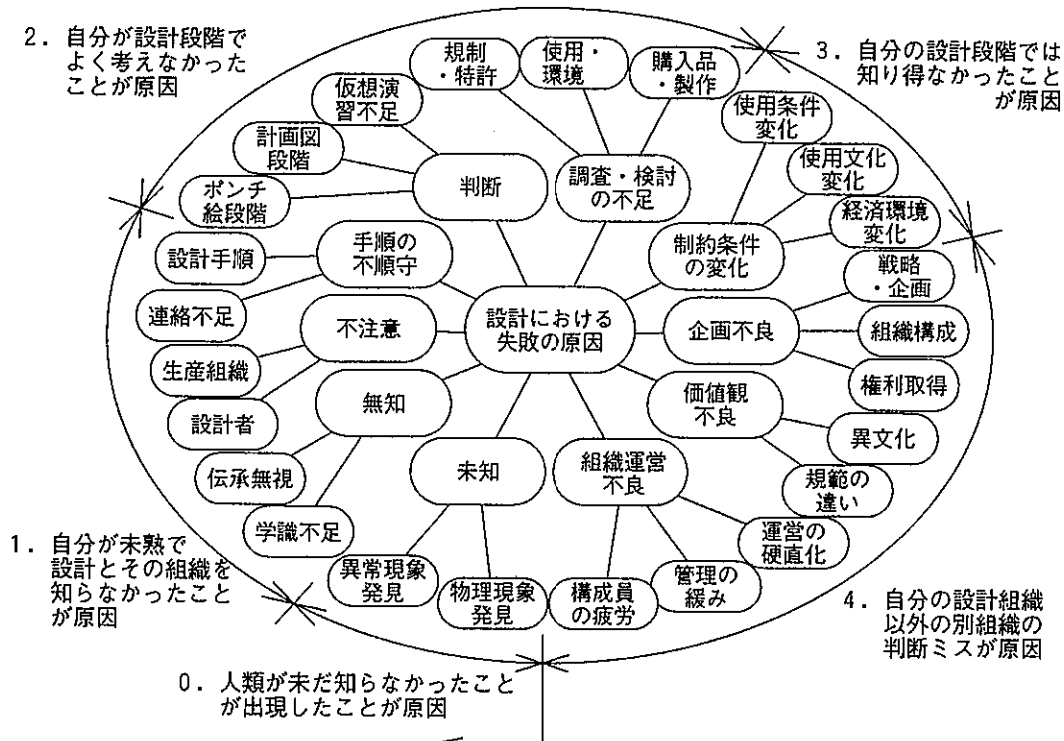 2. 自分が設計段階で
よく考えなかった
ことが原因
3. 自分の設計段階では
知り得なかったこと
が原因
規制
・特許
使用・
環境
購入品
・製作
仮想演
習不足
計画図
段階
ポンチ
絵段階
判断
調査・検討
の不足
使用条件
変化
使用文化
変化
経済環境
変化
制約条件
の変化
設計手順
連絡不足
手順の
不順守
設計における
失敗の原因
企画不良
戦略
・企画
組織構成
権利取得
不注意
生産組織
設計者
価値観
不良
異文化
規範の
違い
無知
伝承無視
学識不足
未知
異常現象
発見
物理現象
発見
組織運営
不良
構成員
の疲労
管理の
緩み
運営の
硬直化
1. 自分が未熟で
設計とその組織を
知らなかったこと
が原因
0. 人類が未だ知らなかったこと
が出現したことが原因
4. 自分の設計組織
以外の別組織の
判断ミスが原因